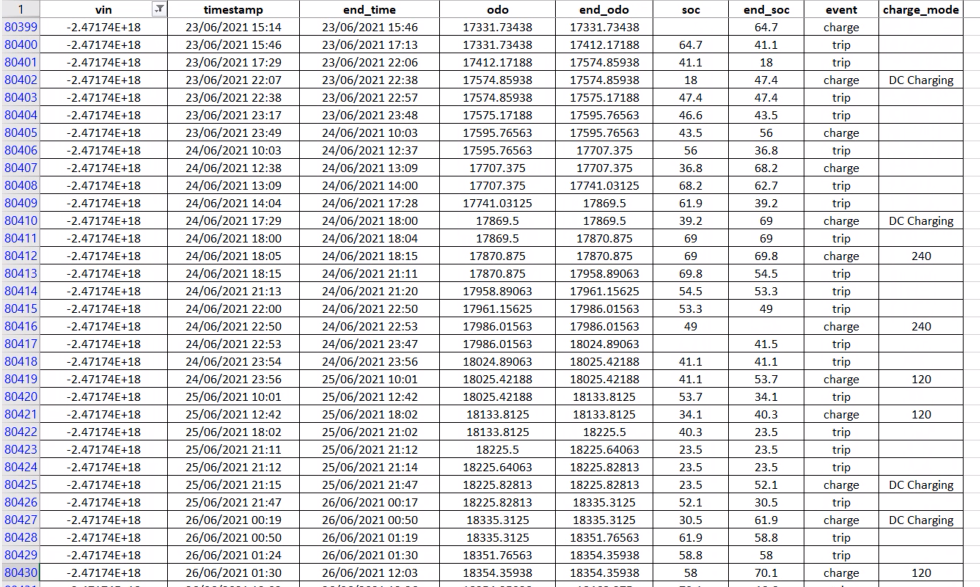 1 vin timestamp end_time odo end_odo soc end_soc event charge_mode
80399 -2.47174E+18 23/06/2021 15:14 23/06/2021 15:46 17331.73438 17331.73438 64.7 charge
80400 -2.47174E+18 23/06/2021 15:46 23/06/2021 17:13 17331.73438 17412.17188 64.7 41.1 trip
80401 -2.47174E+18 23/06/2021 17:29 23/06/2021 22:06 17412.17188 17574.85938 41.1 18 trip
80402 -2.47174E+18 23/06/2021 22:07 23/06/2021 22:38 17574.85938 17574.85938 18 47.4 charge DC Charging
80403 -2.47174E+18 23/06/2021 22:38 23/06/2021 22:57 17574.85938 17575.17188 47.4 47.4 trip
80404 -2.47174E+18 23/06/2021 23:17 23/06/2021 23:48 17575.17188 17595.76563 46.6 43.5 trip
80405 -2.47174E+18 23/06/2021 23:49 24/06/2021 10:03 17595.76563 17595.76563 43.5 56 charge
80406 -2.47174E+18 24/06/2021 10:03 24/06/2021 12:37 17595.76563 17707.375 56 36.8 trip
80407 -2.47174E+18 24/06/2021 12:38 24/06/2021 13:09 17707.375 17707.375 36.8 68.2 charge
80408 -2.47174E+18 24/06/2021 13:09 24/06/2021 14:00 17707.375 17741.03125 68.2 62.7 trip
80409 -2.47174E+18 24/06/2021 14:04 24/06/2021 17:28 17741.03125 17869.5 61.9 39.2 trip
80410 -2.47174E+18 24/06/2021 17:29 24/06/2021 18:00 17869.5 17869.5 39.2 69 charge DC Charging
80411 -2.47174E+18 24/06/2021 18:00 24/06/2021 18:04 17869.5 17870.875 69 69 trip
80412 -2.47174E+18 24/06/2021 18:05 24/06/2021 18:15 17870.875 17870.875 69 69.8 charge 240
80413 -2.47174E+18 24/06/2021 18:15 24/06/2021 21:11 17870.875 17958.89063 69.8 54.5 trip
80414 -2.47174E+18 24/06/2021 21:13 24/06/2021 21:20 17958.89063 17961.15625 54.5 53.3 trip
80415 -2.47174E+18 24/06/2021 22:00 24/06/2021 22:50 17961.15625 17986.01563 53.3 49 trip
80416 -2.47174E+18 24/06/2021 22:50 24/06/2021 22:53 17986.01563 17986.01563 49 charge 240
80417 -2.47174E+18 24/06/2021 22:53 24/06/2021 23:47 17986.01563 18024.89063 41.5 trip
80418 -2.47174E+18 24/06/2021 23:54 24/06/2021 23:56 18024.89063 18025.42188 41.1 41.1 trip
80419 -2.47174E+18 24/06/2021 23:56 25/06/2021 10:01 18025.42188 18025.42188 41.1 53.7 charge 120
80420 -2.47174E+18 25/06/2021 10:01 25/06/2021 12:42 18025.42188 18133.8125 53.7 34.1 trip
80421 -2.47174E+18 25/06/2021 12:42 25/06/2021 18:02 18133.8125 18133.8125 34.1 40.3 charge 120
80422 -2.47174E+18 25/06/2021 18:02 25/06/2021 21:02 18133.8125 18225.5 40.3 23.5 trip
80423 -2.47174E+18 25/06/2021 21:11 25/06/2021 21:12 18225.5 18225.64063 23.5 23.5 trip
80424 -2.47174E+18 25/06/2021 21:12 25/06/2021 21:14 18225.64063 18225.82813 23.5 23.5 trip
80425 -2.47174E+18 25/06/2021 21:15 25/06/2021 21:47 18225.82813 18225.82813 23.5 52.1 charge DC Charging
80426 -2.47174E+18 25/06/2021 21:47 26/06/2021 00:17 18225.82813 18335.3125 52.1 30.5 trip
80427 -2.47174E+18 26/06/2021 00:19 26/06/2021 00:50 18335.3125 18335.3125 30.5 61.9 charge DC Charging
80428 -2.47174E+18 26/06/2021 00:50 26/06/2021 01:19 18335.3125 18351.76563 61.9 58.8 trip
80429 -2.47174E+18 26/06/2021 01:24 26/06/2021 01:30 18351.76563 18354.35938 58.8 58 trip
80430 -2.47174E+18 26/06/2021 01:30 26/06/2021 12:03 18354.35938 18354.35938 58 70.1 charge 120